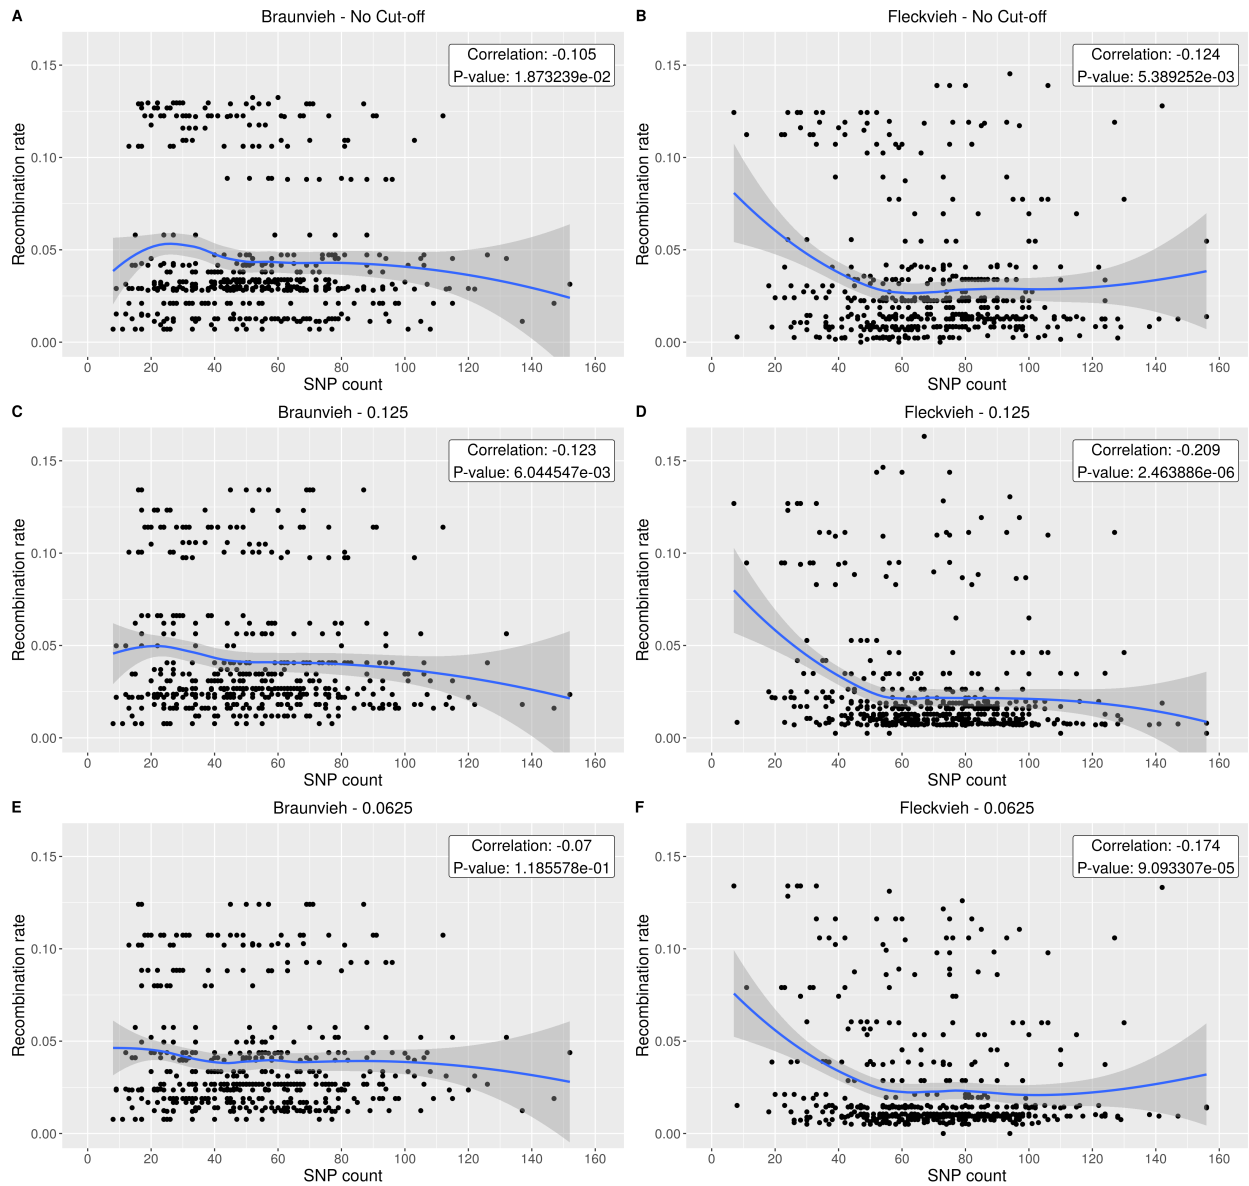 A
Braunvieh - No Cut-off
Correlation: -0.105
P-value: 1.873239e-02
Recombination rate
0.15
0.10
0.05
0.00
0 20 40 60 80 100 120 140 160
SNP count
B
Fleckvieh - No Cut-off
Correlation: -0.124
P-value: 5.389252e-03
Recombination rate
0.15
0.10
0.05
0.00
0 20 40 60 80 100 120 140 160
SNP count
C
Braunvieh - 0.125
Correlation: -0.123
P-value: 6.044547e-03
Recombination rate
0.15
0.10
0.05
0.00
0 20 40 60 80 100 120 140 160
SNP count
D
Fleckvieh - 0.125
Correlation: -0.209
P-value: 2.463886e-06
Recombination rate
0.15
0.10
0.05
0.00
0 20 40 60 80 100 120 140 160
SNP count
E
Braunvieh - 0.0625
Correlation: -0.07
P-value: 1.185578e-01
Recombination rate
0.15
0.10
0.05
0.00
0 20 40 60 80 100 120 140 160
SNP count
F
Fleckvieh - 0.0625
Correlation: -0.174
P-value: 9.093307e-05
Recombination rate
0.15
0.10
0.05
0.00
0 20 40 60 80 100 120 140 160
SNP count